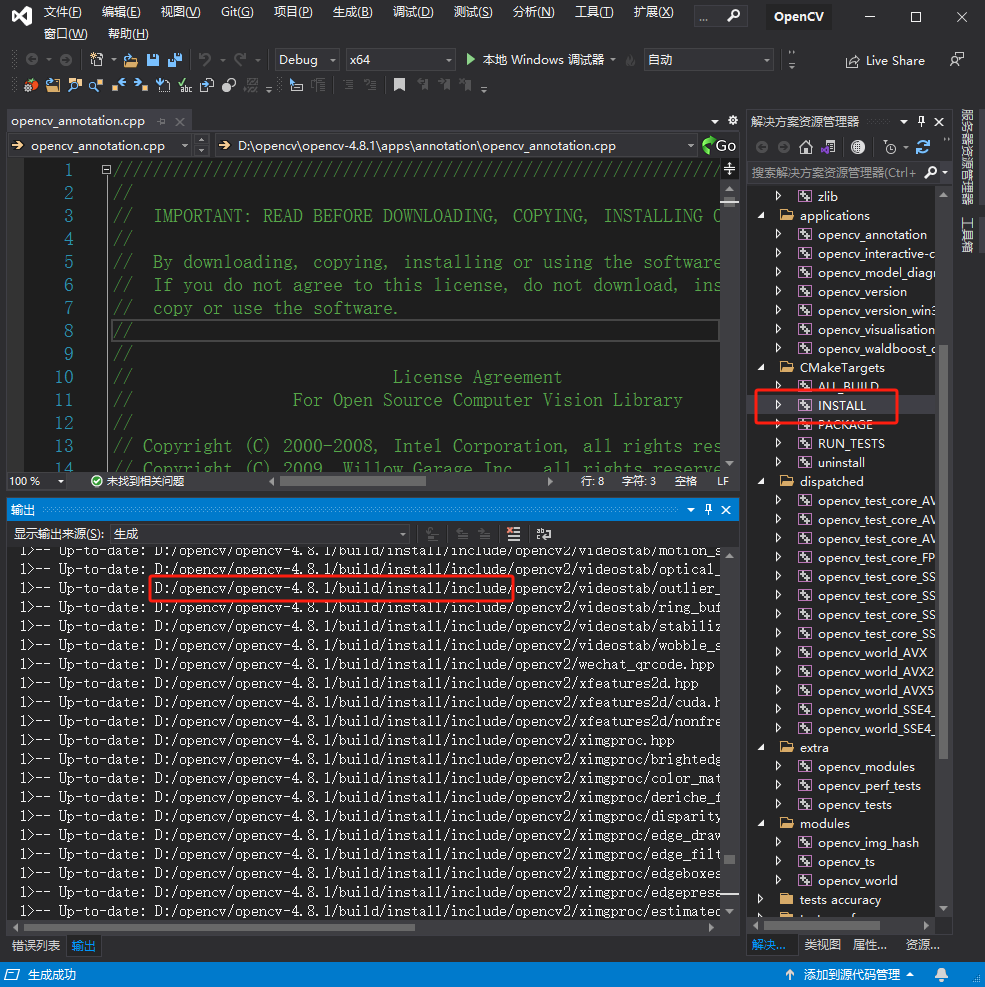 文件(F) 编辑(E) 视图(V) Git(G) 项目(P) 生成(B) 调试(D) 测试(S) 分析(N) 工具(T) 扩展(X) ... OpenCV
窗口(W) 帮助(H)
Debug x64 本地 Windows 调试器 自动 Live Share
opencv_annotation.cpp
opencv_annotation.cpp D:\opencv\opencv-4.8.1\apps\annotation\opencv_annotation.cpp Go
1
2 //
3 // IMPORTANT: READ BEFORE DOWNLOADING, COPYING, INSTALLING O
4 //
5 // By downloading, copying, installing or using the software
6 // If you do not agree to this license, do not download, ins
7 // copy or use the software.
8 //
9 //
10 // License Agreement
11 // For Open Source Computer Vision Library
12 //
13 // Copyright (C) 2000-2008, Intel Corporation, all rights res
14 // Copyright (C) 2009, Willow Garage Inc., all rights reserve
100 % 未找到相关问题 行: 8 字符: 3 空格 LF
输出
显示输出来源(S): 生成
1>-- Up-to-date: D:/opencv/opencv-4.8.1/build/install/include/opencv2/videostab/motion_s
1>-- Up-to-date: D:/opencv/opencv-4.8.1/build/install/include/opencv2/videostab/optical_
1>-- Up-to-date: D:/opencv/opencv-4.8.1/build/install/include/opencv2/videostab/outlier_
1>-- Up-to-date: D:/opencv/opencv-4.8.1/build/install/include/opencv2/videostab/ring_buf
1>-- Up-to-date: D:/opencv/opencv-4.8.1/build/install/include/opencv2/videostab/stabiliz
1>-- Up-to-date: D:/opencv/opencv-4.8.1/build/install/include/opencv2/videostab/wobble_s
1>-- Up-to-date: D:/opencv/opencv-4.8.1/build/install/include/opencv2/wechat_qrcode.hpp
1>-- Up-to-date: D:/opencv/opencv-4.8.1/build/install/include/opencv2/xfeatures2d.hpp
1>-- Up-to-date: D:/opencv/opencv-4.8.1/build/install/include/opencv2/xfeatures2d/cuda.h
1>-- Up-to-date: D:/opencv/opencv-4.8.1/build/install/include/opencv2/xfeatures2d/nonfre
1>-- Up-to-date: D:/opencv/opencv-4.8.1/build/install/include/opencv2/ximgproc.hpp
1>-- Up-to-date: D:/opencv/opencv-4.8.1/build/install/include/opencv2/ximgproc/brightedg
1>-- Up-to-date: D:/opencv/opencv-4.8.1/build/install/include/opencv2/ximgproc/color_mat
1>-- Up-to-date: D:/opencv/opencv-4.8.1/build/install/include/opencv2/ximgproc/deriche_f
1>-- Up-to-date: D:/opencv/opencv-4.8.1/build/install/include/opencv2/ximgproc/disparity
1>-- Up-to-date: D:/opencv/opencv-4.8.1/build/install/include/opencv2/ximgproc/edge_draw
1>-- Up-to-date: D:/opencv/opencv-4.8.1/build/install/include/opencv2/ximgproc/edge_filt
1>-- Up-to-date: D:/opencv/opencv-4.8.1/build/install/include/opencv2/ximgproc/edgeboxes
1>-- Up-to-date: D:/opencv/opencv-4.8.1/build/install/include/opencv2/ximgproc/edgeprese
1>-- Up-to-date: D:/opencv/opencv-4.8.1/build/install/include/opencv2/ximgproc/estimated
错误列表 输出
解决方案资源管理器
搜索解决方案资源管理器(Ctrl+
zlib
applications
opencv_annotation
opencv_interactive-c
opencv_model_diagn
opencv_version
opencv_version_win3
opencv_visualisation
opencv_waldboost_c
CMakeTargets
ALL_BUILD
INSTALL
PACKAGE
RUN_TESTS
uninstall
dispatched
opencv_test_core_AV
opencv_test_core_AV
opencv_test_core_AV
opencv_test_core_FP
opencv_test_core_SS
opencv_test_core_SS
opencv_test_core_SS
opencv_test_core_SS
opencv_world_AVX
opencv_world_AVX2
opencv_world_AVX5
opencv_world_SSE4_
opencv_world_SSE4_
extra
opencv_modules
opencv_perf_tests
opencv_tests
modules
opencv_img_hash
opencv_ts
opencv_world
tests accuracy
解决... 类视图 属性... 资源...
服务器资源管理器
工具箱
生成成功 添加到源代码管理